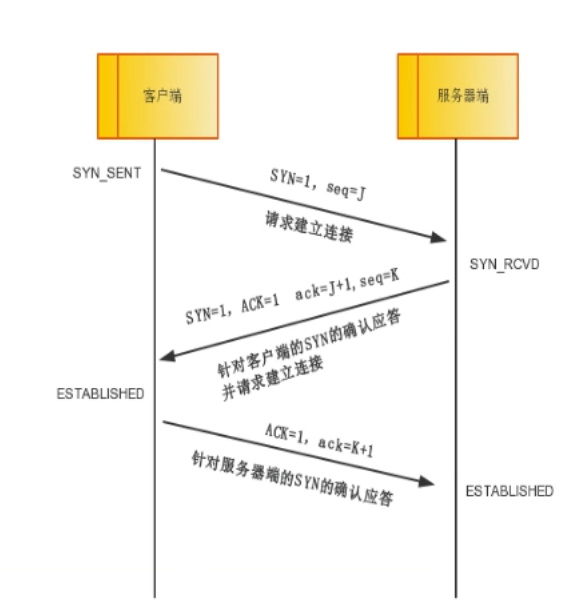 客户端
服务器端
SYN_SENT
SYN=1, seq=J
请求建立连接
SYN_RCVD
SYN=1, ACK=1 ack=J+1,seq=K
针对客户端的SYN的确认应答
并请求建立连接
ESTABLISHED
ACK=1, ack=K+1
针对服务器端的SYN的确认应答
ESTABLISHED